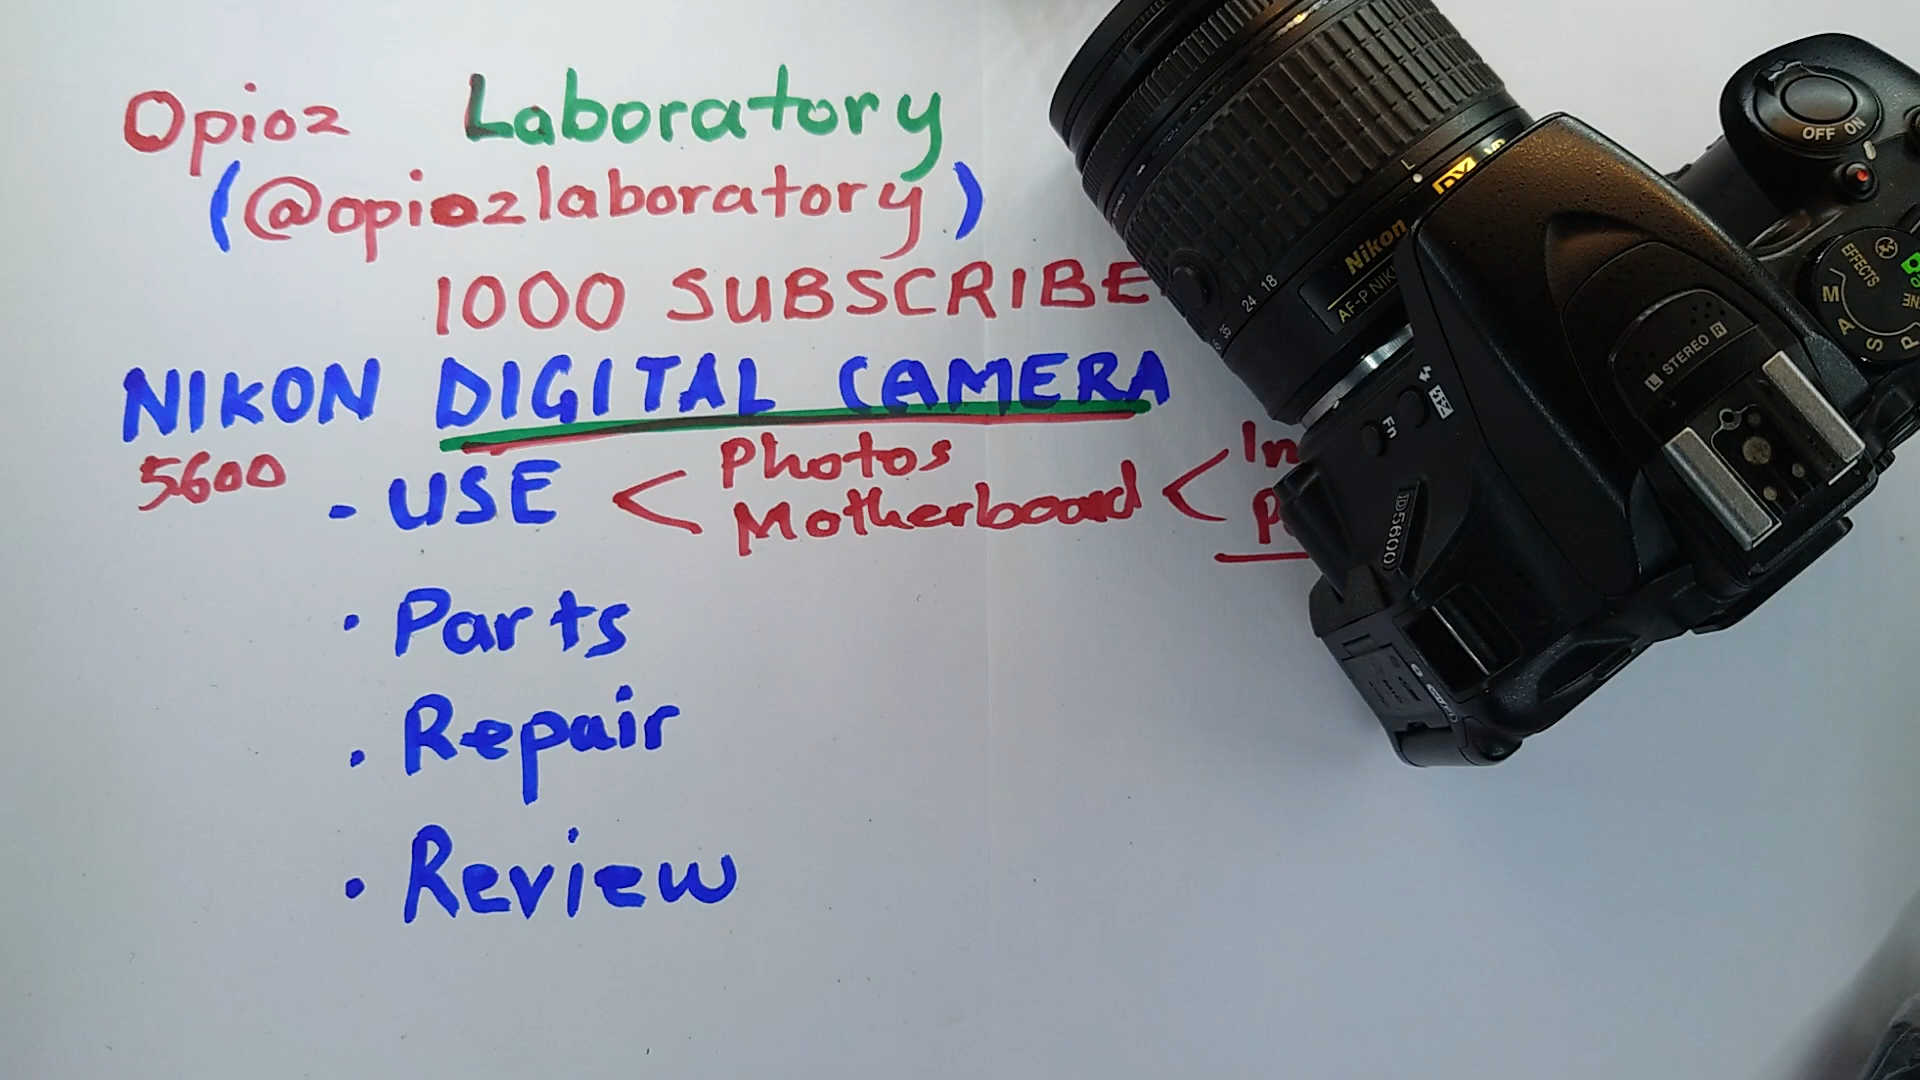 Opioz Laboratory
(@opiozlaboratory)
1000 SUBSCRIBE
NIKON DIGITAL CAMERA
5600
. USE < Photos
Motherboard <
. Parts
. Repair
. Review
OFF ON
L
DX
Nikon
AF-P
35 24 18
EFFECTS
M
A
S
P
L STEREO R
Fn
D5600